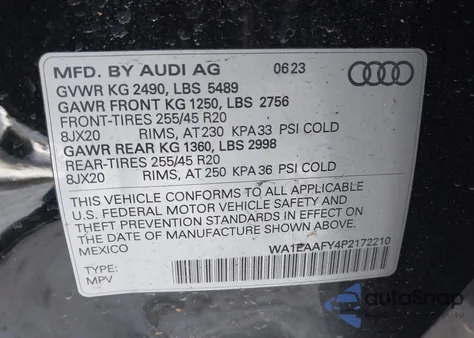 MFD. BY AUDI AG 06 23
GVWR KG 2490, LBS 5489
GAWR FRONT KG 1250, LBS 2756
FRONT-TIRES 255/45 R20
8JX20 RIMS, AT 230 KPA 33 PSI COLD
GAWR REAR KG 1360, LBS 2998
REAR-TIRES 255/45 R20
8JX20 RIMS, AT 250 KPA 36 PSI COLD
THIS VEHICLE CONFORMS TO ALL APPLICABLE
U.S. FEDERAL MOTOR VEHICLE SAFETY AND
THEFT PREVENTION STANDARDS IN EFFECT ON
THE DATE OF MANUFACTURE SHOWN ABOVE.
MEXICO
WA1EAAFY4P2172210
TYPE:
MPV
autoSnap